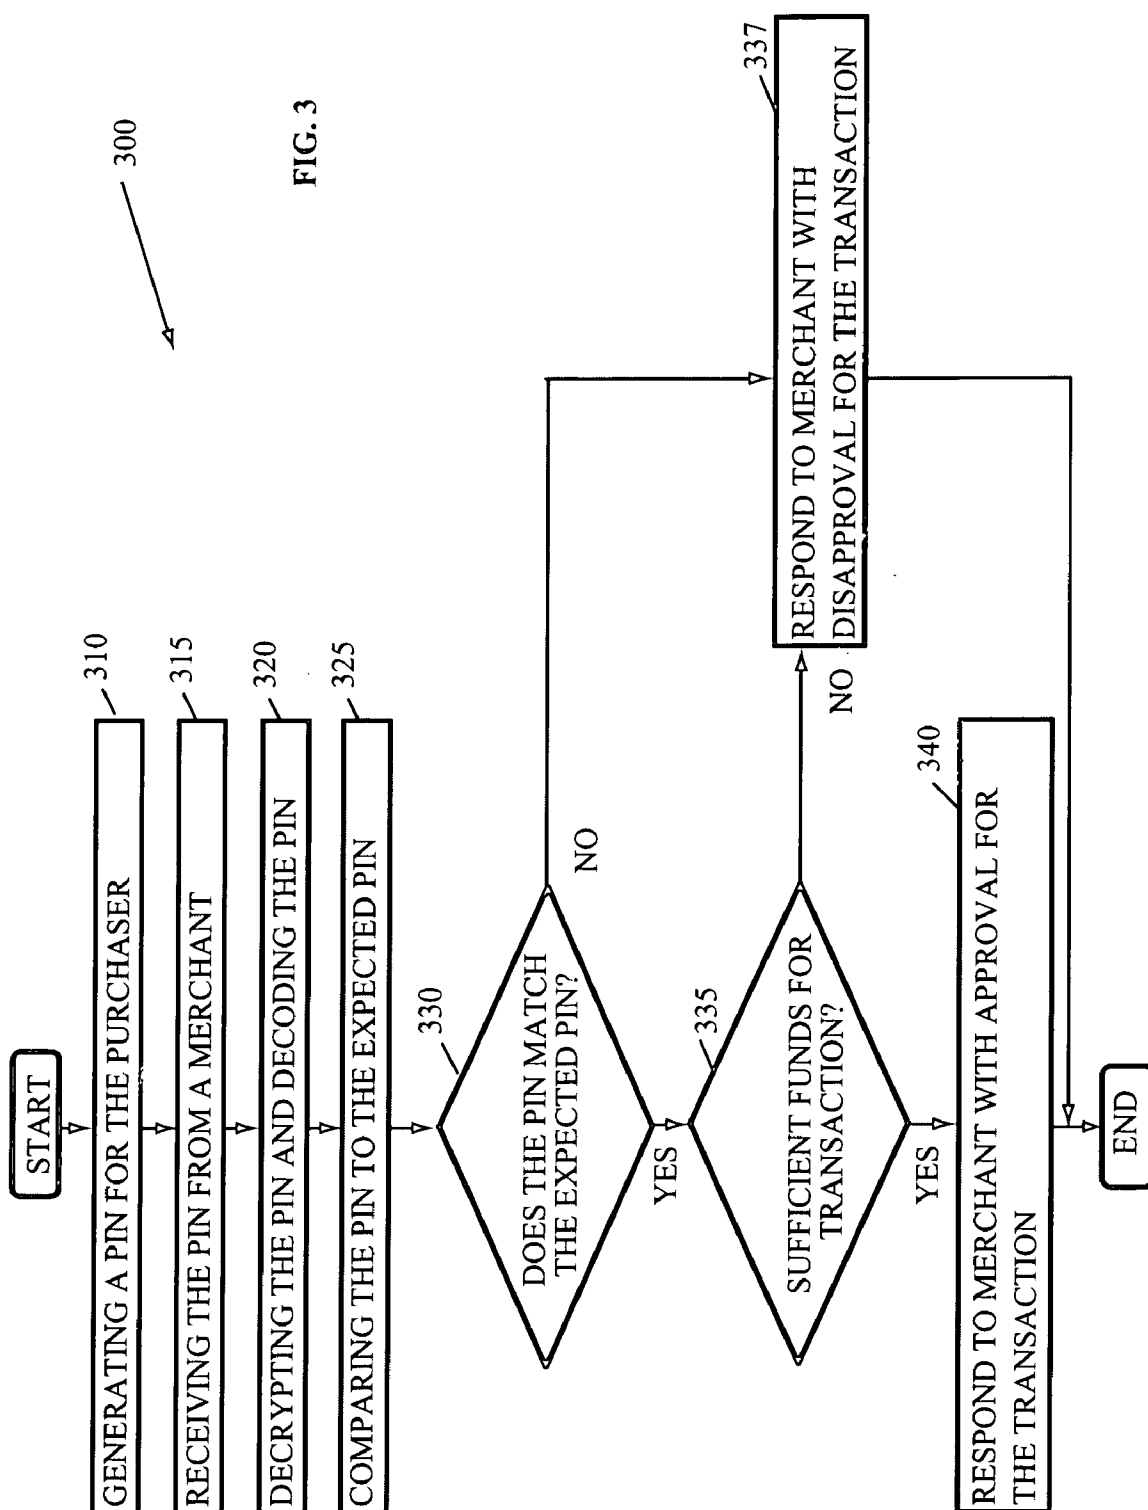 300
FIG. 3
START
310
GENERATING A PIN FOR THE PURCHASER
315
RECEIVING THE PIN FROM A MERCHANT
320
DECRYPTING THE PIN AND DECODING THE PIN
325
COMPARING THE PIN TO THE EXPECTED PIN
330
DOES THE PIN MATCH
THE EXPECTED PIN?
NO
YES
335
SUFFICIENT FUNDS FOR
TRANSACTION?
NO
YES
337
RESPOND TO MERCHANT WITH
DISAPPROVAL FOR THE TRANSACTION
340
RESPOND TO MERCHANT WITH APPROVAL FOR
THE TRANSACTION
END